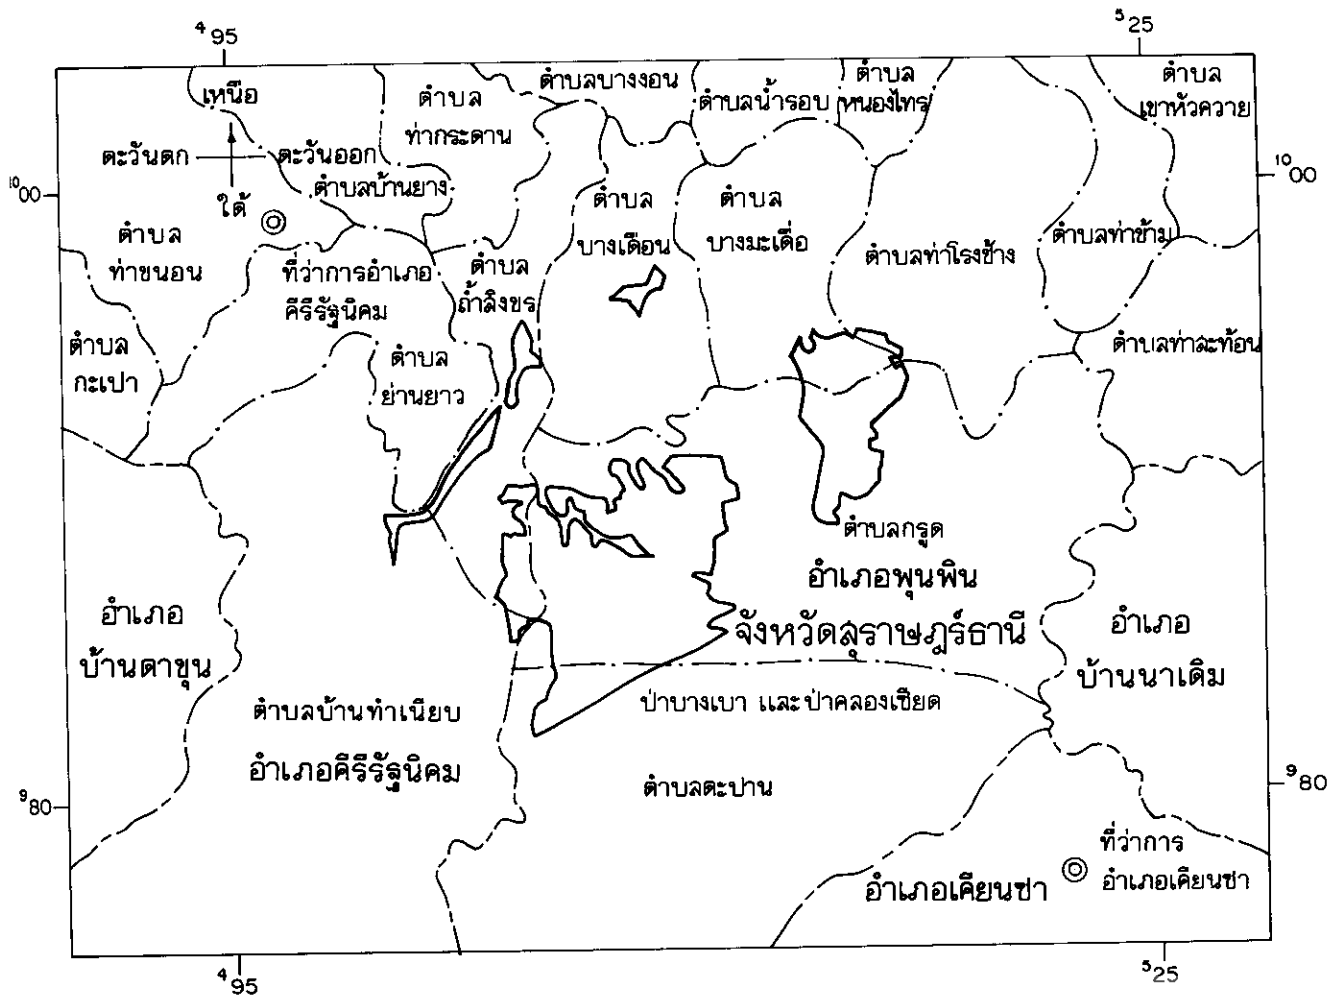 ⁴95
⁵25
เหนือ
ตะวันตก
ตะวันออก
ใต้
ตำบลบางงอน
ตำบล
ท่ากระดาน
ตำบลน้ำรอบ
ตำบล
หนองไทร
ตำบล
เขาหัวควาย
¹⁰00
¹⁰00
ตำบลบ้านยาง
ตำบล
ท่าขนอน
ที่ว่าการอำเภอ
คีรีรัฐนิคม
ตำบล
ถ้ำสิงขร
ตำบล
บางเดือน
ตำบล
บางมะเดื่อ
ตำบลท่าโรงช้าง
ตำบลท่าข้าม
ตำบลท่าสะท้อน
ตำบล
กะเปา
ตำบล
ย่านยาว
ตำบลกรูด
อำเภอพุนพิน
จังหวัดสุราษฎร์ธานี
อำเภอ
บ้านตาขุน
อำเภอ
บ้านนาเดิม
ป่าบางเบา และป่าคลองเซียด
ตำบลบ้านทำเนียบ
อำเภอคีรีรัฐนิคม
ตำบลตะปาน
⁹80
⁹80
ที่ว่าการ
อำเภอเคียนซา
อำเภอเคียนซา
⁴95
⁵25